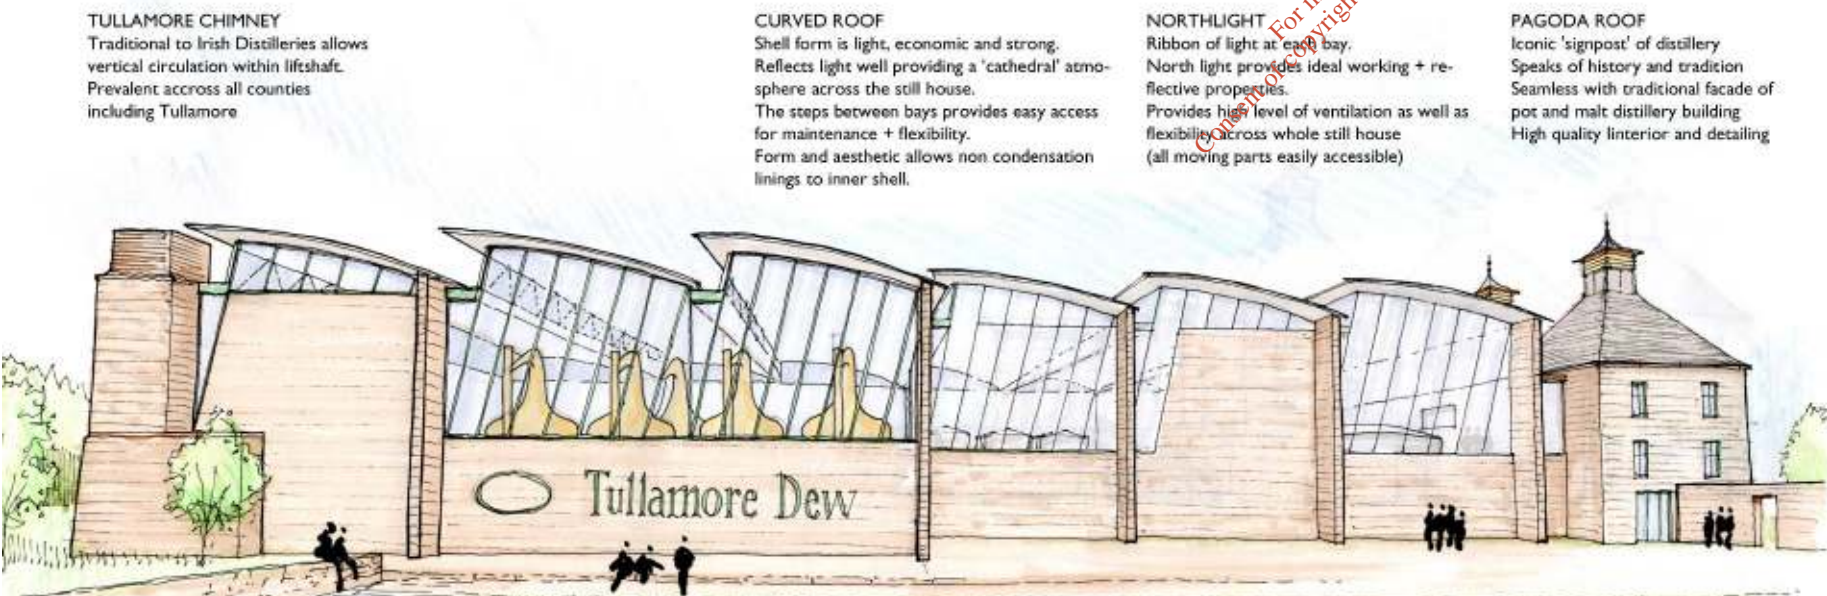 TULLAMORE CHIMNEY
Traditional to Irish Distilleries allows
vertical circulation within liftshaft.
Prevalent accross all counties
including Tullamore
CURVED ROOF
Shell form is light, economic and strong.
Reflects light well providing a 'cathedral' atmo-
sphere across the still house.
The steps between bays provides easy access
for maintenance + flexibility.
Form and aesthetic allows non condensation
linings to inner shell.
NORTHLIGHT
Ribbon of light at each bay.
North light provides ideal working + re-
flective properties.
Provides high level of ventilation as well as
flexibility across whole still house
(all moving parts easily accessible)
PAGODA ROOF
Iconic 'signpost' of distillery
Speaks of history and tradition
Seamless with traditional facade of
pot and malt distillery building
High quality linterior and detailing
For in
Consent of copyrigh
Tullamore Dew